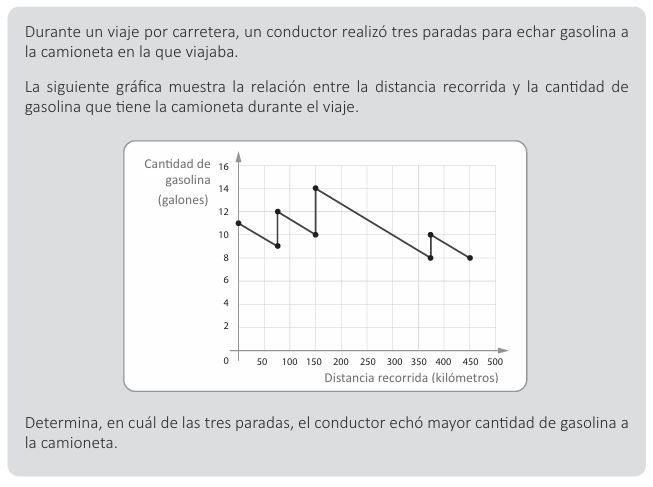 Durante un viaje por carretera, un conductor realizó tres paradas para echar gasolina a
la camioneta en la que viajaba.
La siguiente gráfica muestra la relación entre la distancia recorrida y la cantidad de
gasolina que tiene la camioneta durante el viaje.
Cantidad de
gasolina
(galones)
16
14
12
10
8
6
4
2
0
50 100 150 200 250 300 350 400 450 500
Distancia recorrida (kilómetros)
Determina, en cuál de las tres paradas, el conductor echó mayor cantidad de gasolina a
la camioneta.